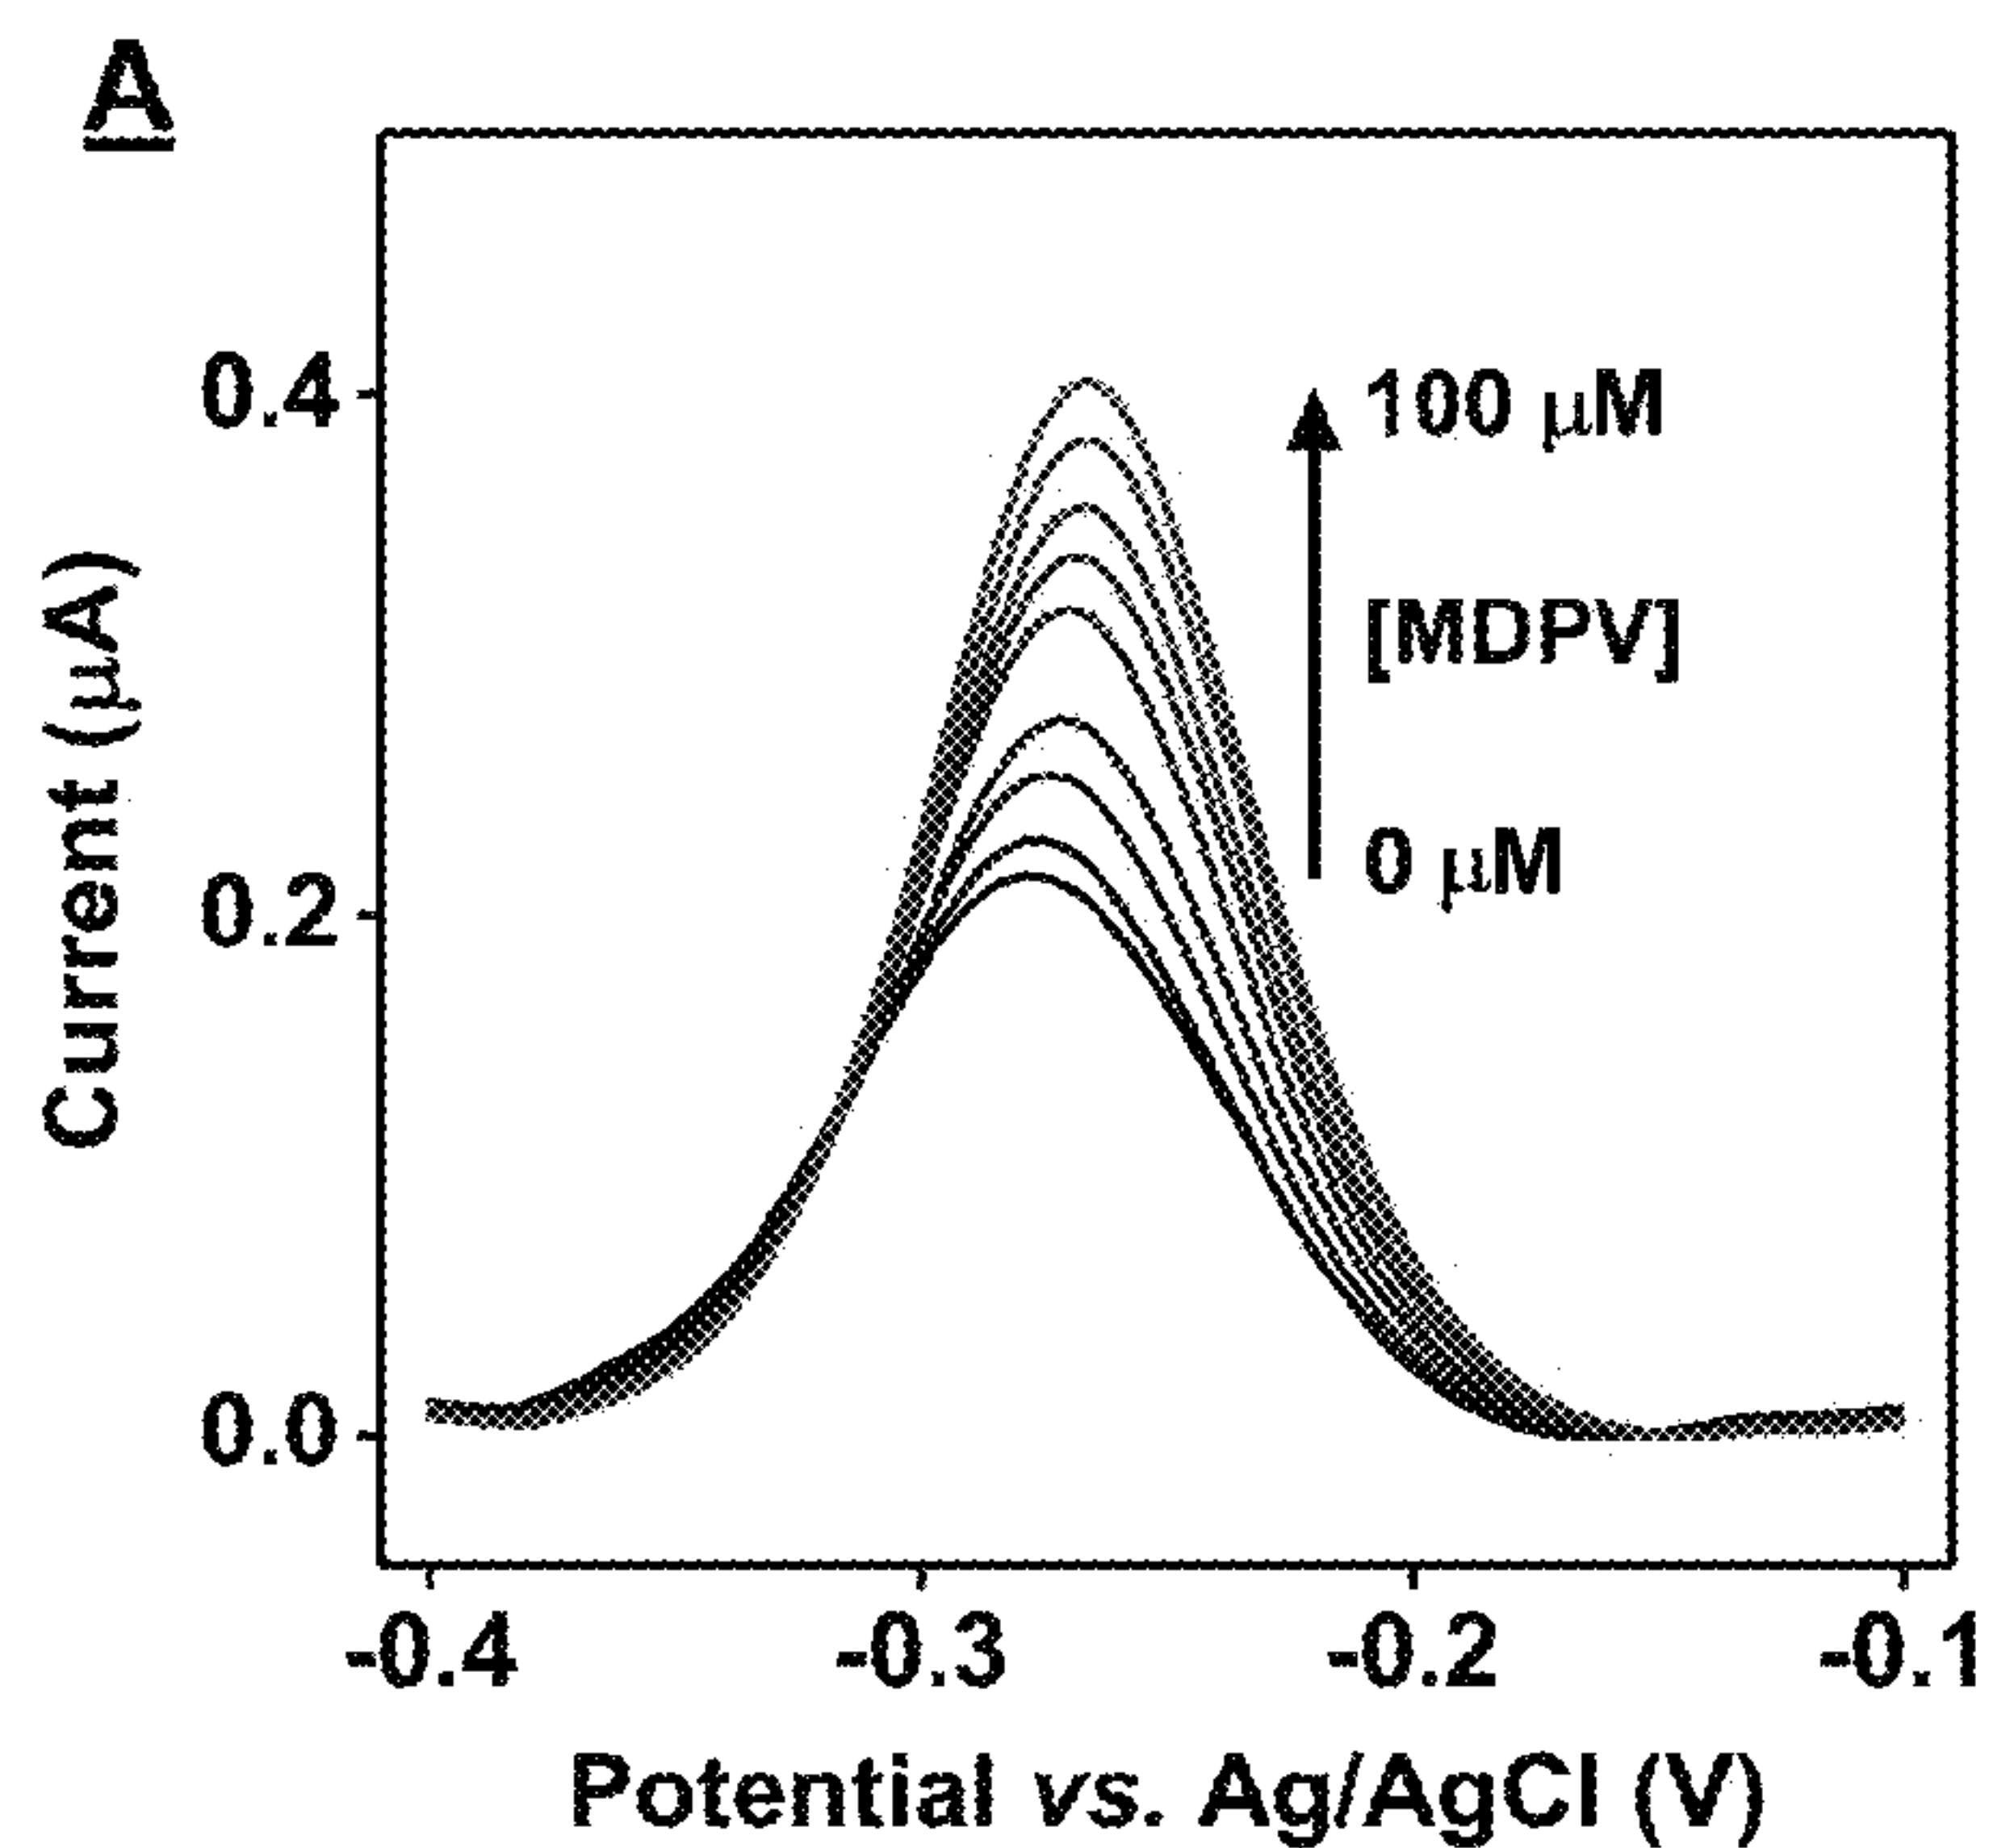 A
0.4
0.2
0.0
Current (μA)
100 μM
[MDPV]
0 μM
-0.4 -0.3 -0.2 -0.1
Potential vs. Ag/AgCl (V)